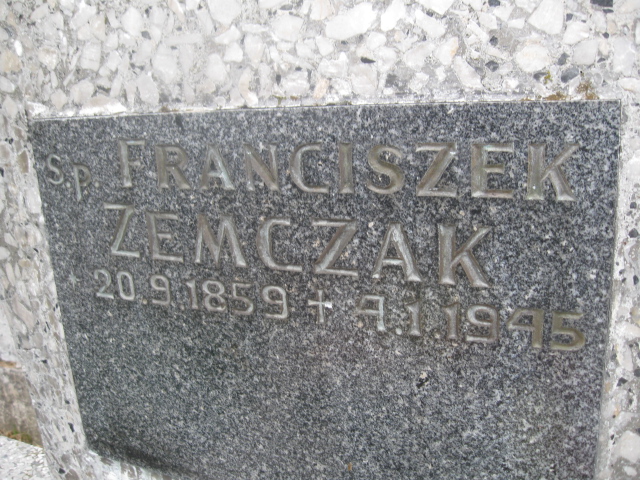 ś.p. FRANCISZEK
ZEMCZAK
* 20.9.1859 + 4.1.1945